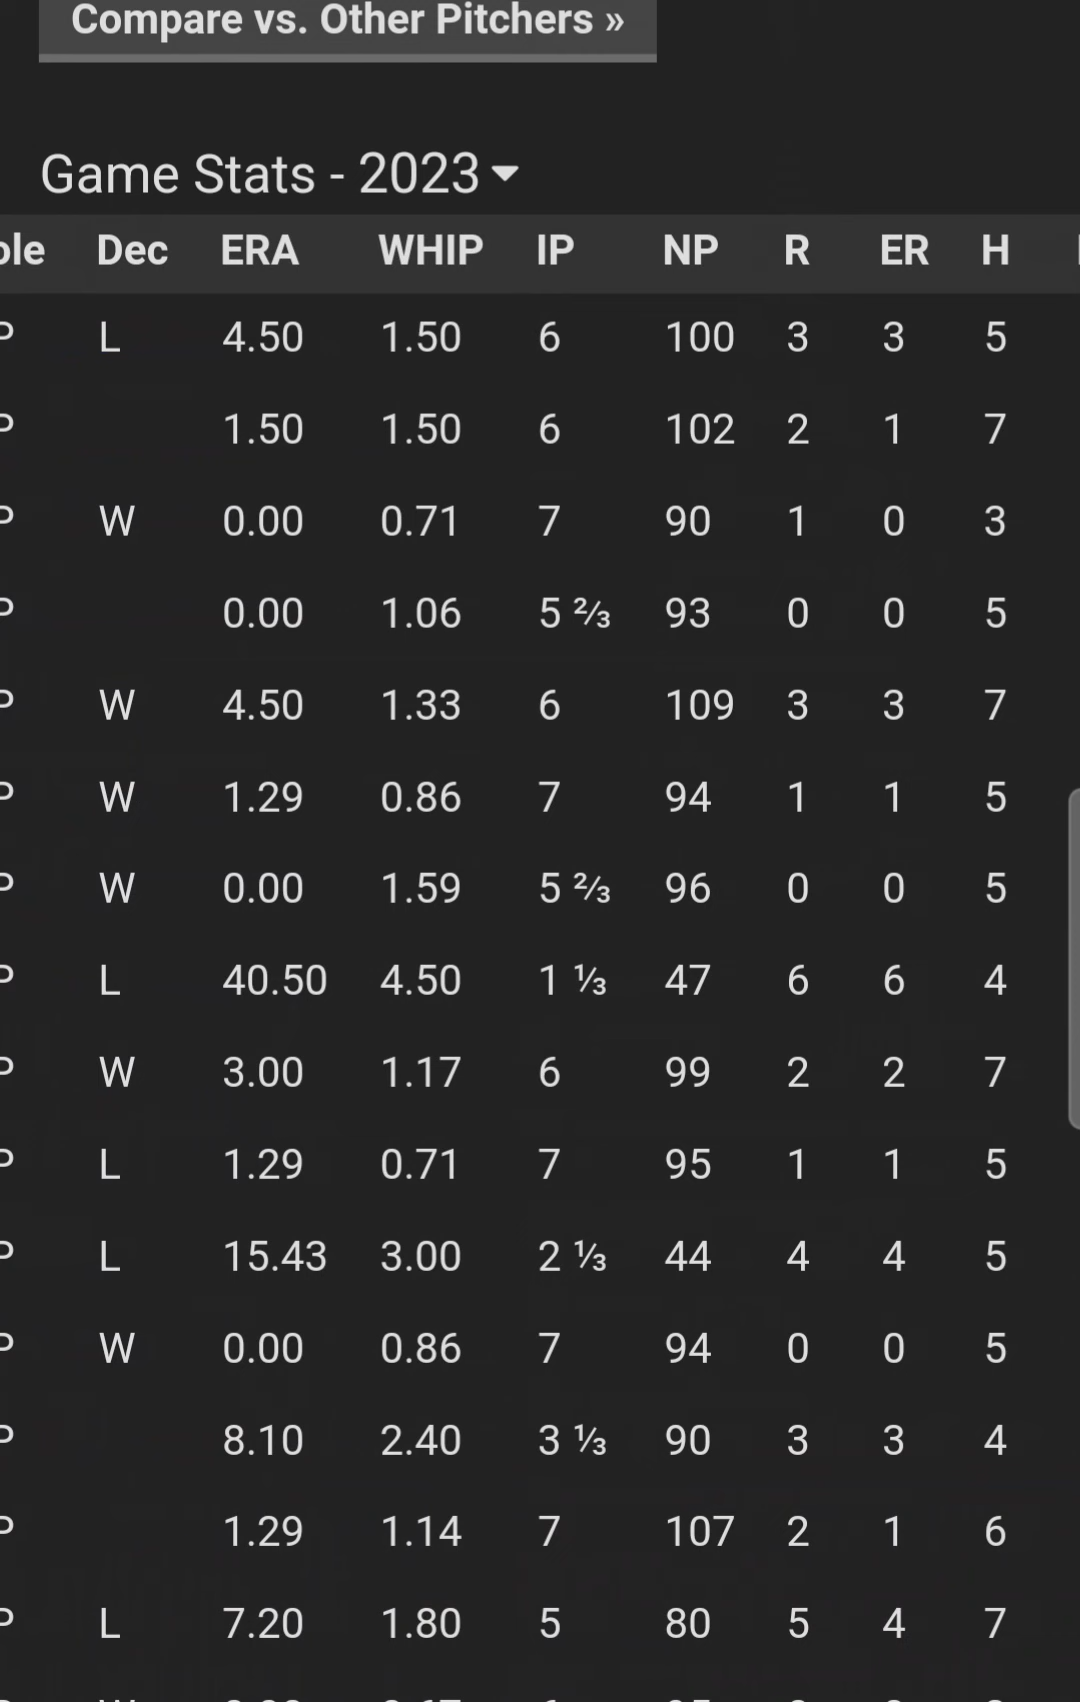 Compare vs. Other Pitchers »
Game Stats - 2023
Dec ERA WHIP IP NP R ER H
P L 4.50 1.50 6 100 3 3 5
P 1.50 1.50 6 102 2 1 7
P W 0.00 0.71 7 90 1 0 3
P 0.00 1.06 5 ⅔ 93 0 0 5
P W 4.50 1.33 6 109 3 3 7
P W 1.29 0.86 7 94 1 1 5
P W 0.00 1.59 5 ⅔ 96 0 0 5
P L 40.50 4.50 1 ⅓ 47 6 6 4
P W 3.00 1.17 6 99 2 2 7
P L 1.29 0.71 7 95 1 1 5
P L 15.43 3.00 2 ⅓ 44 4 4 5
P W 0.00 0.86 7 94 0 0 5
P 8.10 2.40 3 ⅓ 90 3 3 4
P 1.29 1.14 7 107 2 1 6
P L 7.20 1.80 5 80 5 4 7